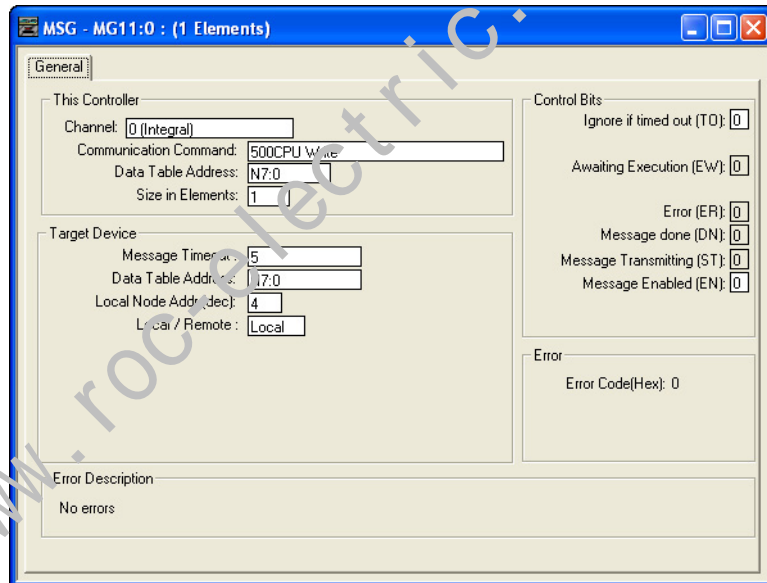 MSG - MG11:0 : (1 Elements)
General
This Controller
Channel: 0 (Integral)
Communication Command: 500CPU Write
Data Table Address: N7:0
Size in Elements: 1
Target Device
Message Timeout : 5
Data Table Address: N7:0
Local Node Addr (dec): 4
Local / Remote : Local
Control Bits
Ignore if timed out (TO): 0
Awaiting Execution (EW): 0
Error (ER): 0
Message done (DN): 0
Message Transmitting (ST): 0
Message Enabled (EN): 0
Error
Error Code(Hex): 0
Error Description
No errors
www.roc-electric.